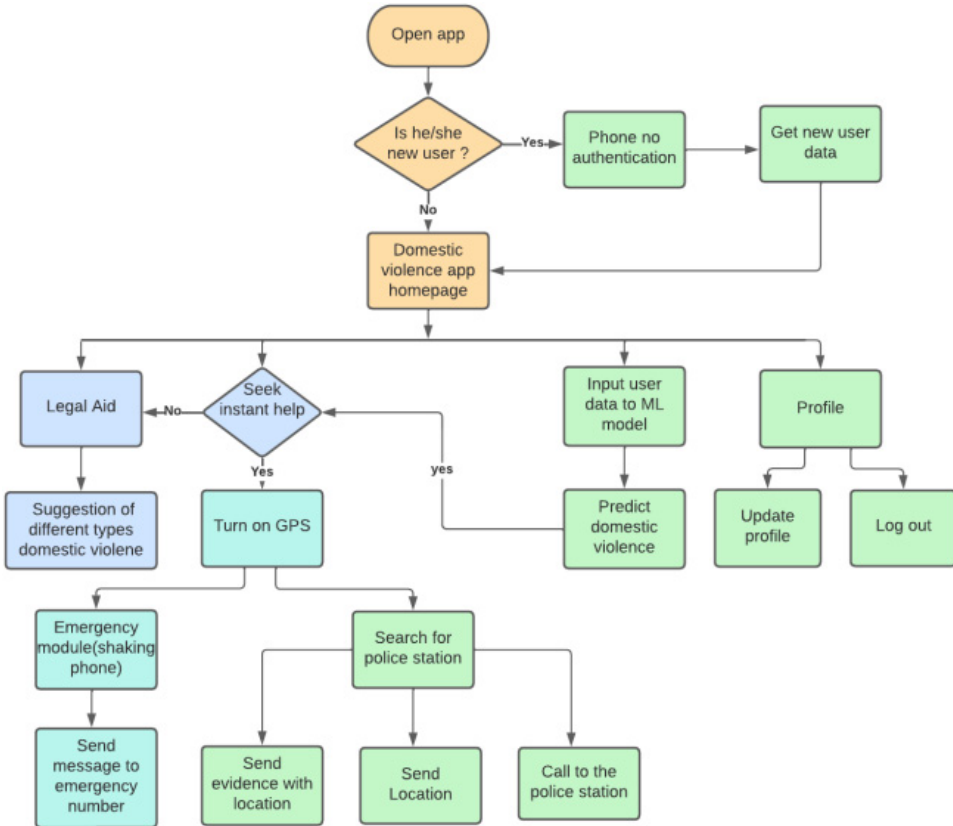 Open app
Is he/she
new user ?
Yes
Phone no
authentication
Get new user
data
No
Domestic
violence app
homepage
Legal Aid
No
Seek
instant help
Input user
data to ML
model
Profile
yes
Yes
Suggestion of
different types
domestic violene
Turn on GPS
Predict
domestic
violence
Update
profile
Log out
Emergency
module(shaking
phone)
Search for
police station
Send
message to
emergency
number
Send
evidence with
location
Send
Location
Call to the
police station